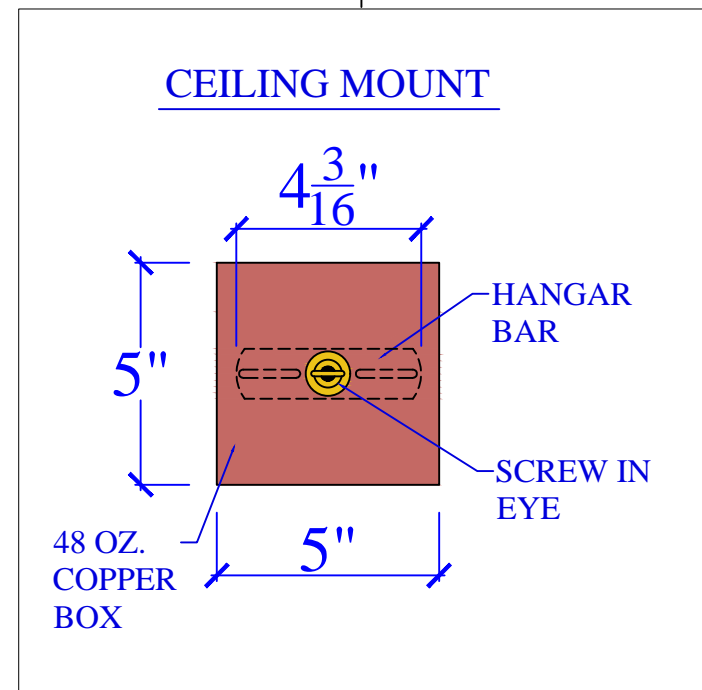 CEILING MOUNT
4 3/16"
HANGAR
BAR
5"
SCREW IN
EYE
48 OZ.
COPPER
BOX
5"